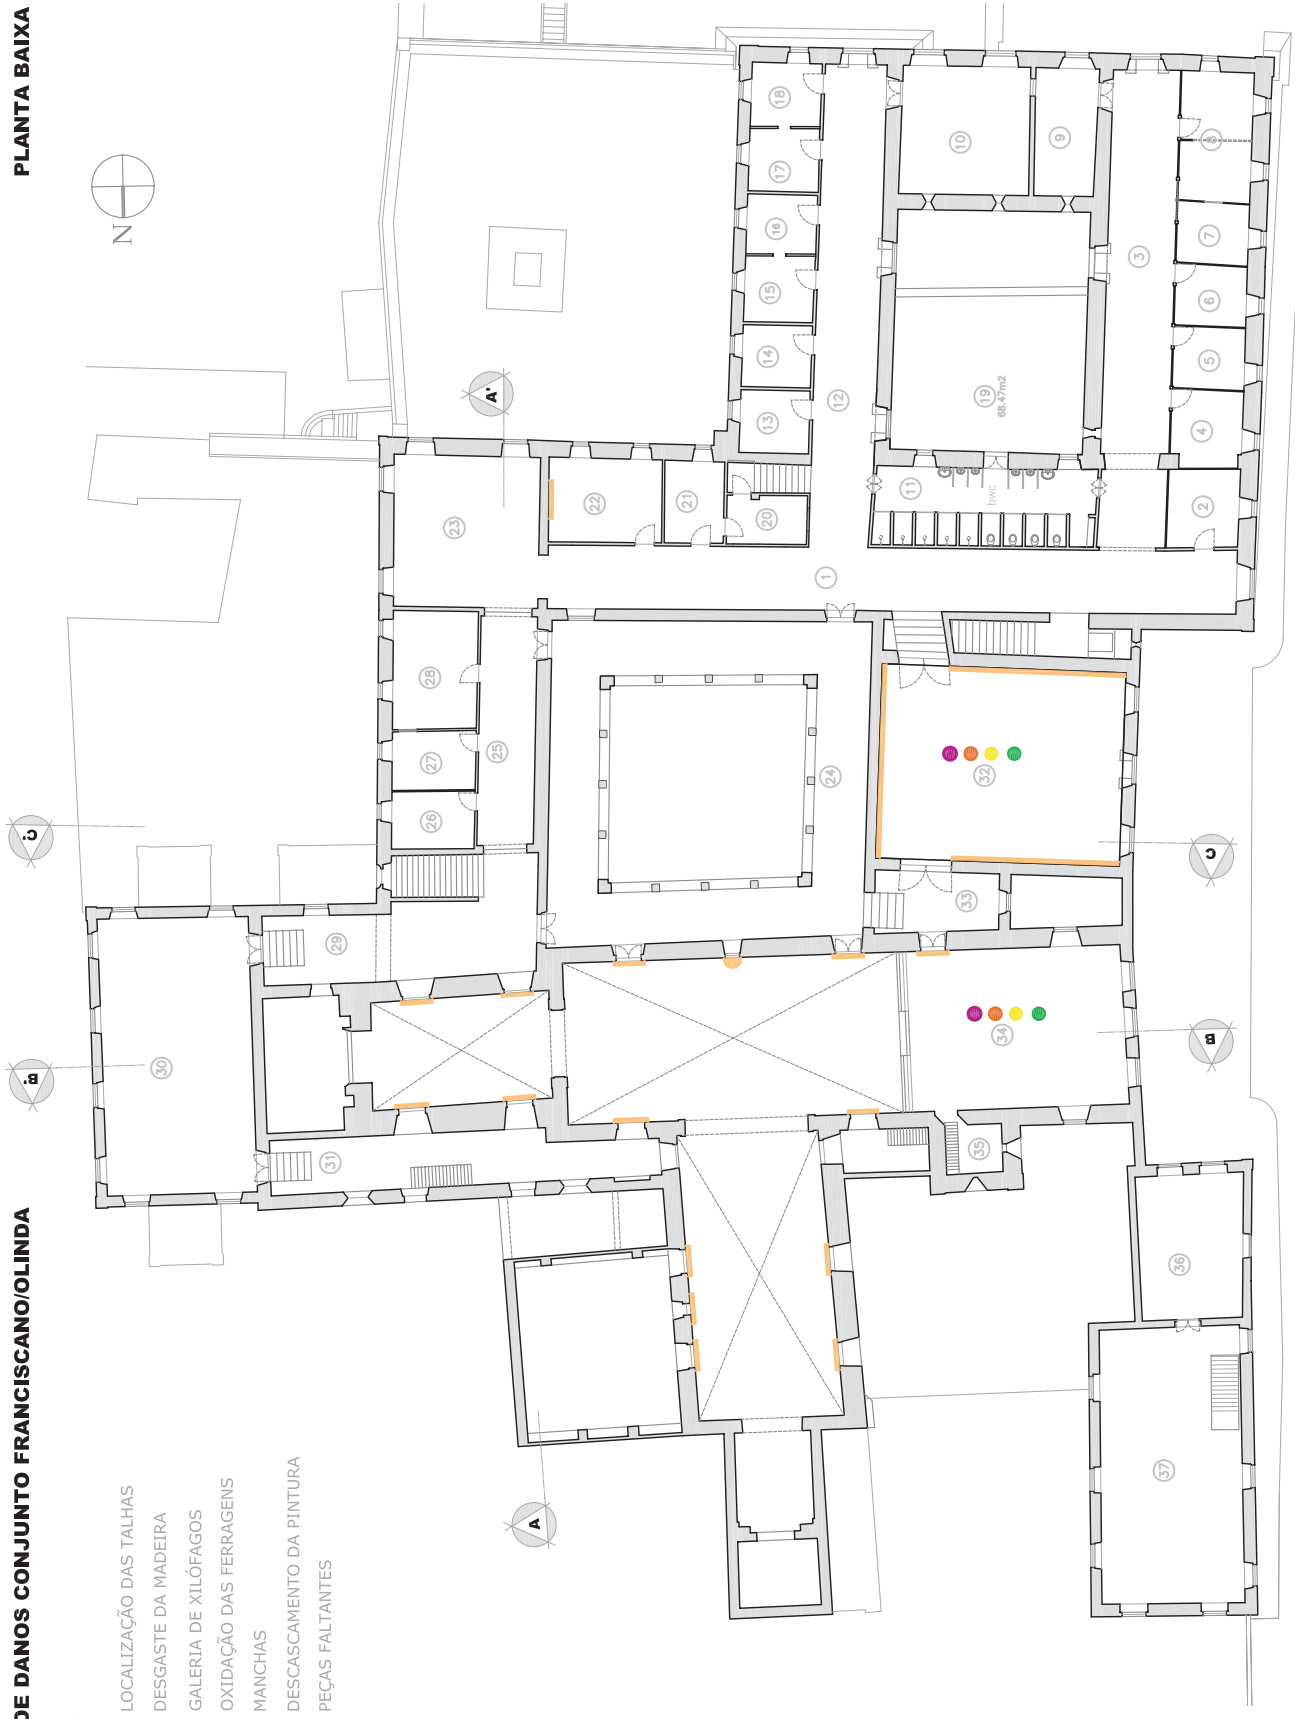 DE DANOS CONJUNTO FRANCISCANO/OLINDA
PLANTA BAIXA
LOCALIZAÇÃO DAS TALHAS
DESGASTE DA MADEIRA
GALERIA DE XILÓFAGOS
OXIDAÇÃO DAS FERRAGENS
MANCHAS
DESCASCAMENTO DA PINTURA
PEÇAS FALTANTES
N
A
A'
B
B'
C
C'
1
2
3
4
5
6
7
8
9
10
11
bwc
12
13
14
15
16
17
18
19
68.47m2
20
21
22
23
24
25
26
27
28
29
30
31
32
33
34
35
36
37